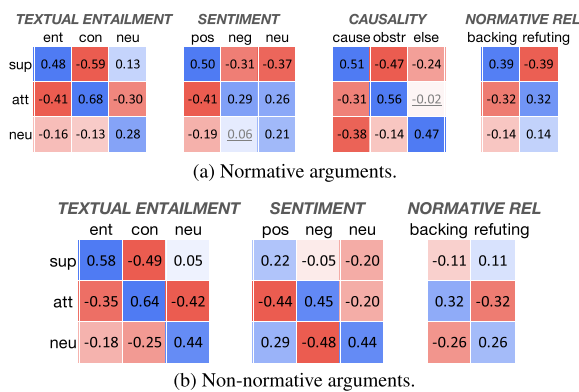 TEXTUAL ENTAILMENT SENTIMENT CAUSALITY NORMATIVE REL
ent con neu pos neg neu cause obstr else backing refuting
sup 0.48 -0.59 0.13 0.50 -0.31 -0.37 0.51 -0.47 -0.24 0.39 -0.39
att -0.41 0.68 -0.30 -0.41 0.29 0.26 -0.31 0.56 -0.02 -0.32 0.32
neu -0.16 -0.13 0.28 -0.19 0.06 0.21 -0.38 -0.14 0.47 -0.14 0.14
(a) Normative arguments.
TEXTUAL ENTAILMENT SENTIMENT NORMATIVE REL
ent con neu pos neg neu backing refuting
sup 0.58 -0.49 0.05 0.22 -0.05 -0.20 -0.11 0.11
att -0.35 0.64 -0.42 -0.44 0.45 -0.20 0.32 -0.32
neu -0.18 -0.25 0.44 0.29 -0.48 0.44 -0.26 0.26
(b) Non-normative arguments.